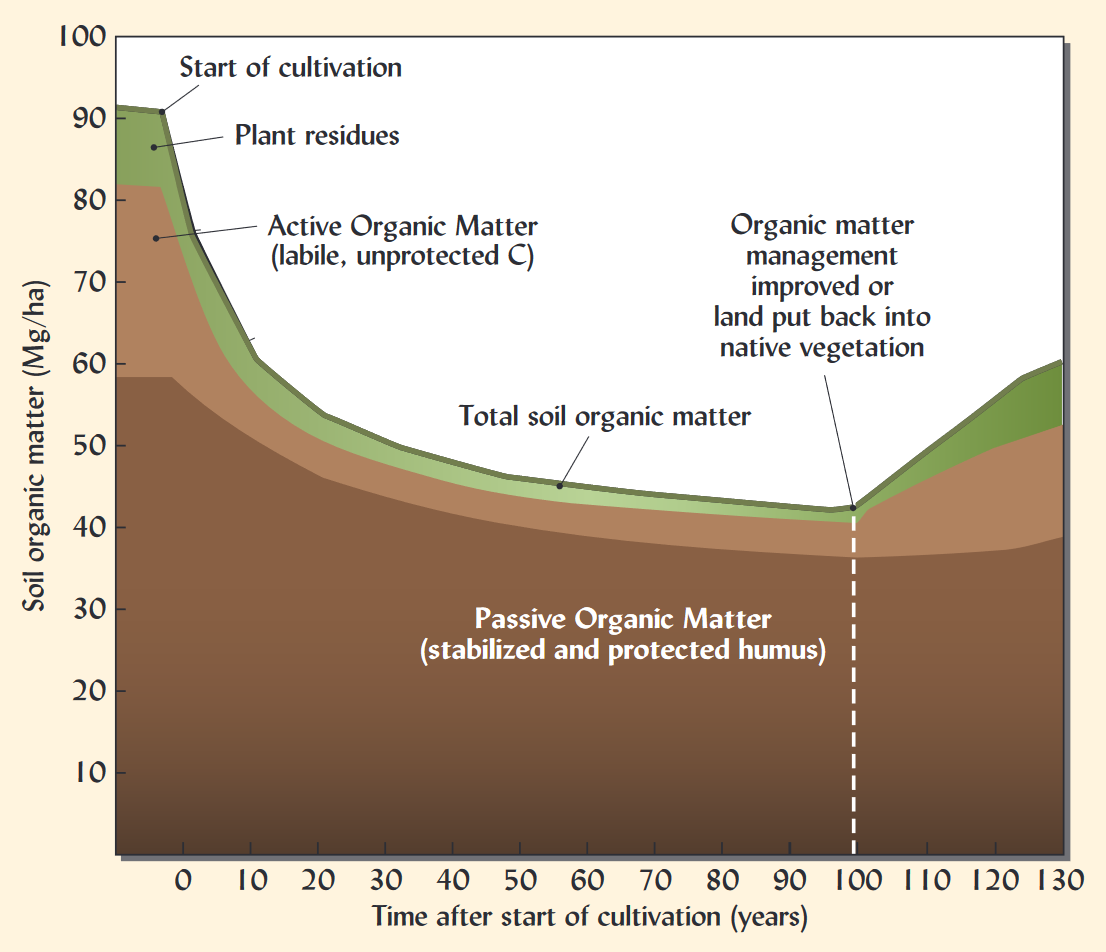 100
90
80
70
60
50
40
30
20
10
Soil organic matter (Mg/ha)
Start of cultivation
Plant residues
Active Organic Matter
(labile, unprotected C)
Organic matter
management
improved or
land put back into
native vegetation
Total soil organic matter
Passive Organic Matter
(stabilized and protected humus)
0 10 20 30 40 50 60 70 80 90 100 110 120 130
Time after start of cultivation (years)